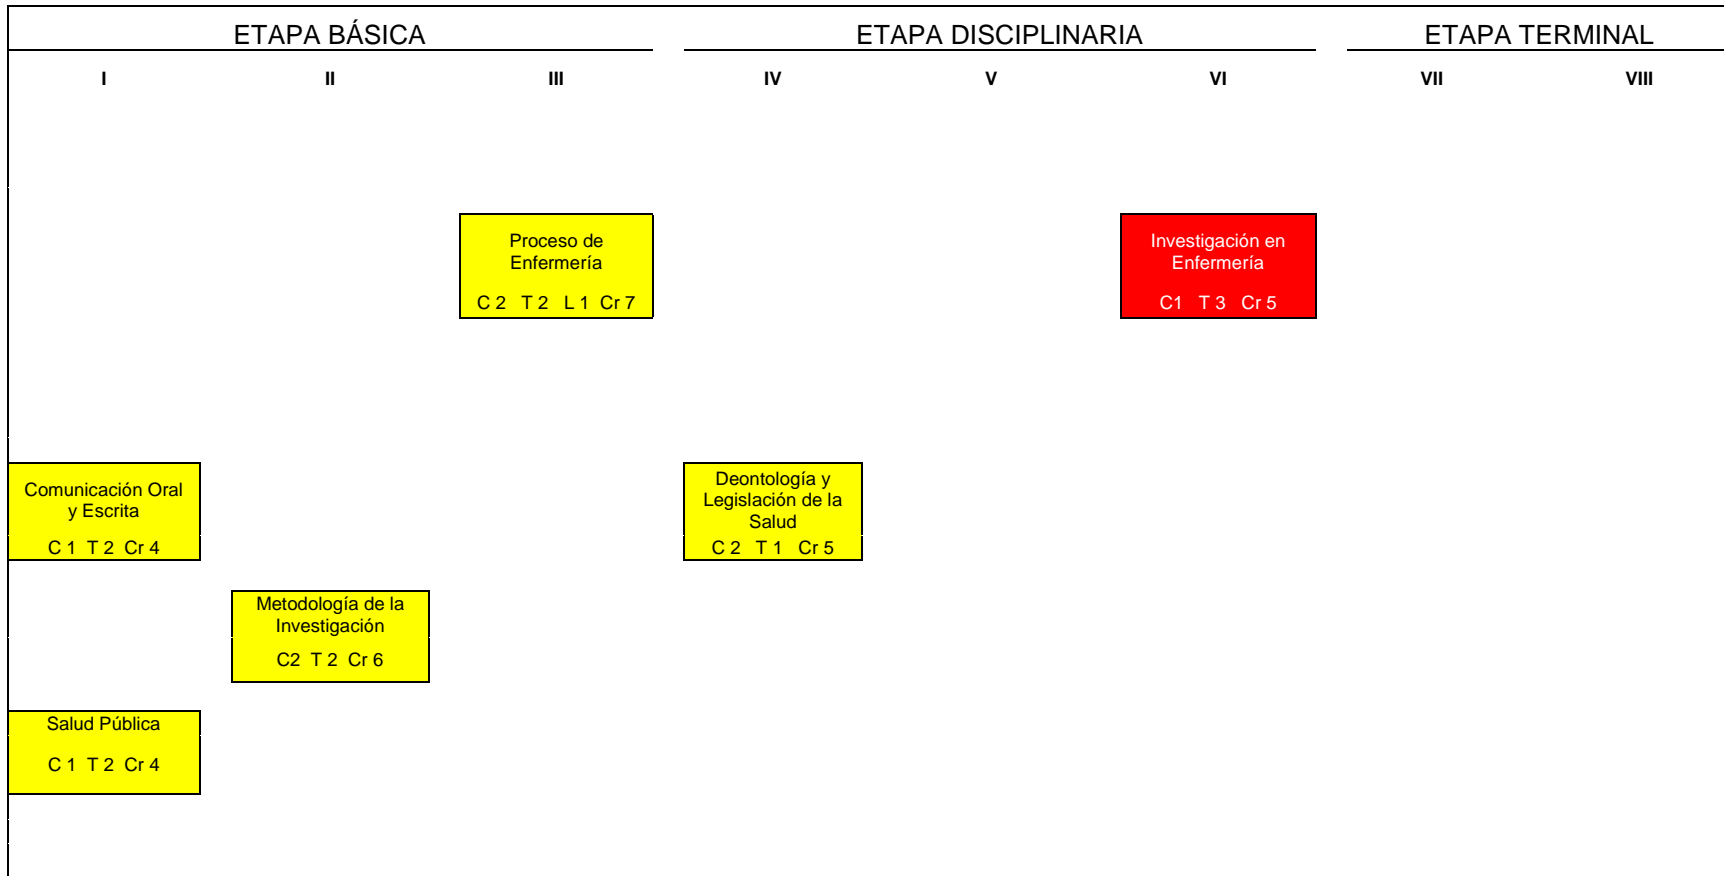 ETAPA BÁSICA
ETAPA DISCIPLINARIA
ETAPA TERMINAL
I
II
III
IV
V
VI
VII
VIII
Proceso de
Enfermería
C 2 T 2 L 1 Cr 7
Investigación en
Enfermería
C1 T 3 Cr 5
Comunicación Oral
y Escrita
C 1 T 2 Cr 4
Deontología y
Legislación de la
Salud
C 2 T 1 Cr 5
Metodología de la
Investigación
C2 T 2 Cr 6
Salud Pública
C 1 T 2 Cr 4